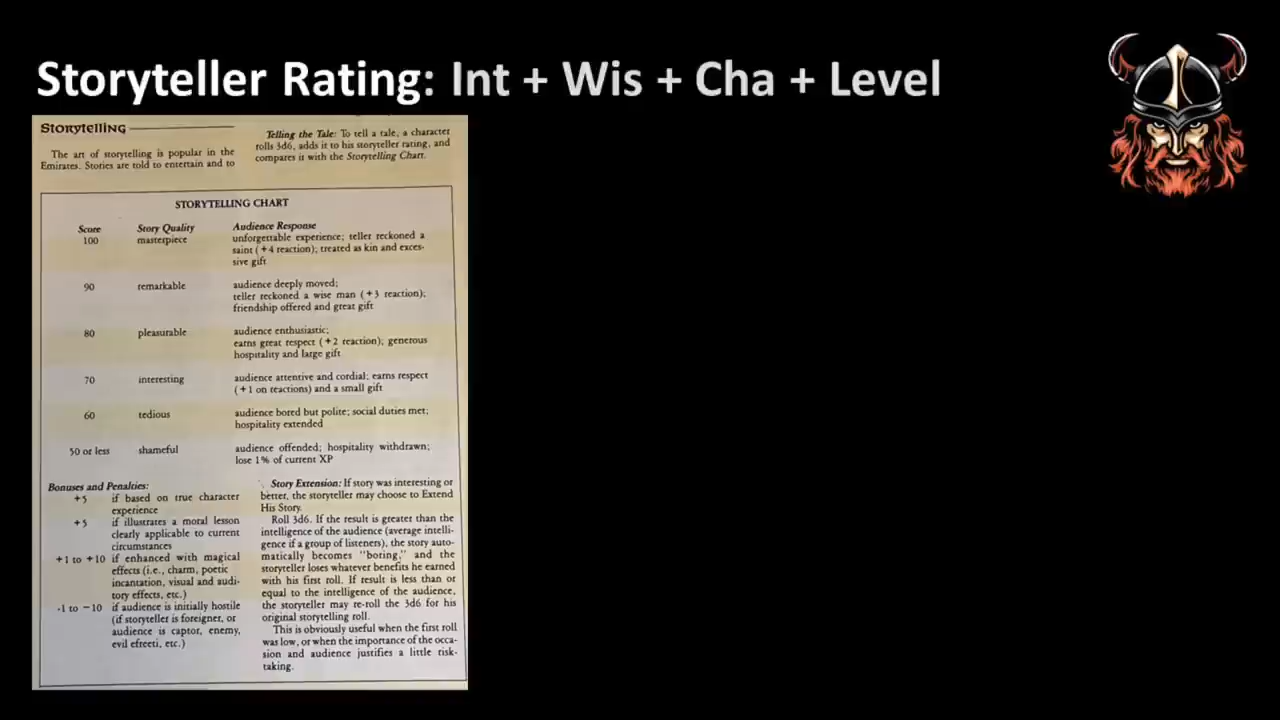 Storyteller Rating: Int + Wis + Cha + Level
Storytelling
The art of storytelling is popular in the
Emirates. Stories are told to entertain and to
Telling the Tale: To tell a tale, a character
rolls 3d6, adds it to his storyteller rating, and
compares it with the Storytelling Chart.
STORYTELLING CHART
Score Story Quality Audience Response
100 masterpiece unforgettable experience; teller reckoned a
saint (+4 reaction); treated as kin and exces-
sive gift
90 remarkable audience deeply moved;
teller reckoned a wise man (+3 reaction);
friendship offered and great gift
80 pleasurable audience enthusiastic;
earns great respect (+2 reaction); generous
hospitality and large gift
70 interesting audience attentive and cordial; earns respect
(+1 on reactions) and a small gift
60 tedious audience bored but polite; social duties met;
hospitality extended
50 or less shameful audience offended; hospitality withdrawn;
lose 1% of current XP
Bonuses and Penalties:
+5 if based on true character
experience
+5 if illustrates a moral lesson
clearly applicable to current
circumstances
+1 to +10 if enhanced with magical
effects (i.e., charm, poetic
incantation, visual and audi-
tory effects, etc.)
-1 to −10 if audience is initially hostile
(if storyteller is foreigner, or
audience is captor, enemy,
evil efreeti, etc.)
Story Extension: If story was interesting or
better, the storyteller may choose to Extend
His Story.
Roll 3d6. If the result is greater than the
intelligence of the audience (average intelli-
gence if a group of listeners), the story auto-
matically becomes "boring," and the
storyteller loses whatever benefits he earned
with his first roll. If result is less than or
equal to the intelligence of the audience,
the storyteller may re-roll the 3d6 for his
original storytelling roll.
This is obviously useful when the first roll
was low, or when the importance of the occa-
sion and audience justifies a little risk-
taking.